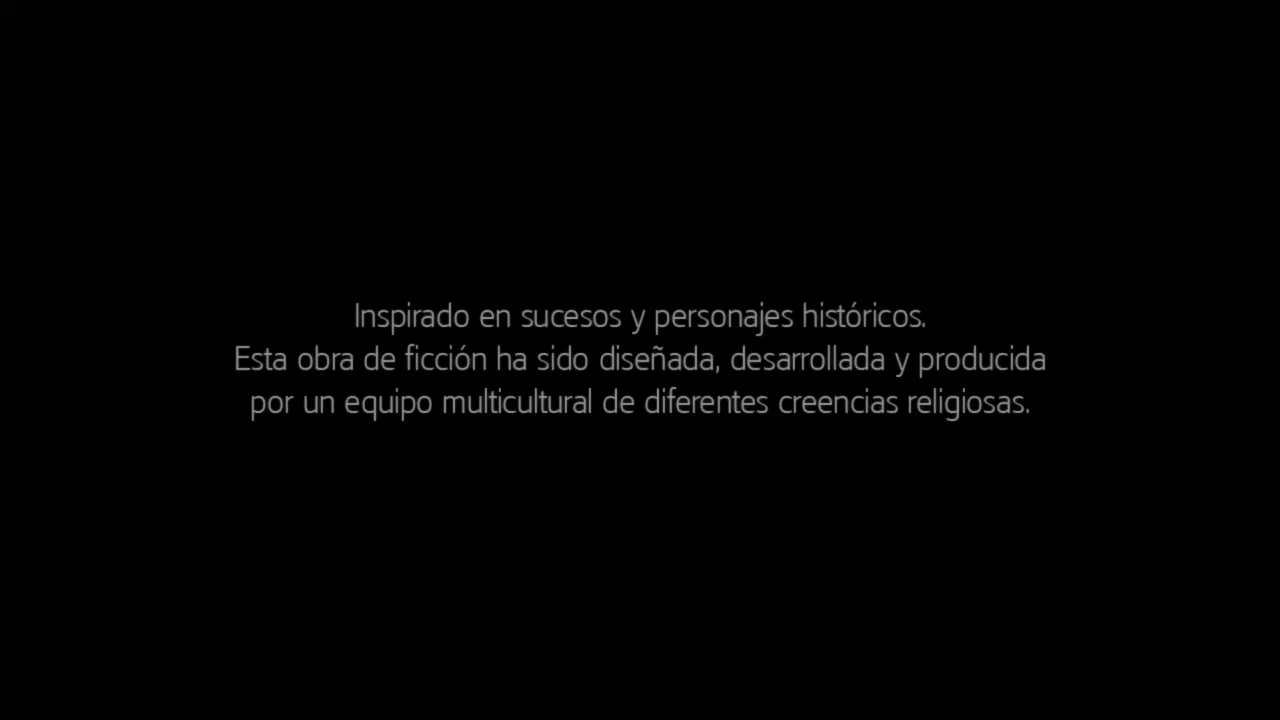 Inspirado en sucesos y personajes históricos.
Esta obra de ficción ha sido diseñada, desarrollada y producida
por un equipo multicultural de diferentes creencias religiosas.